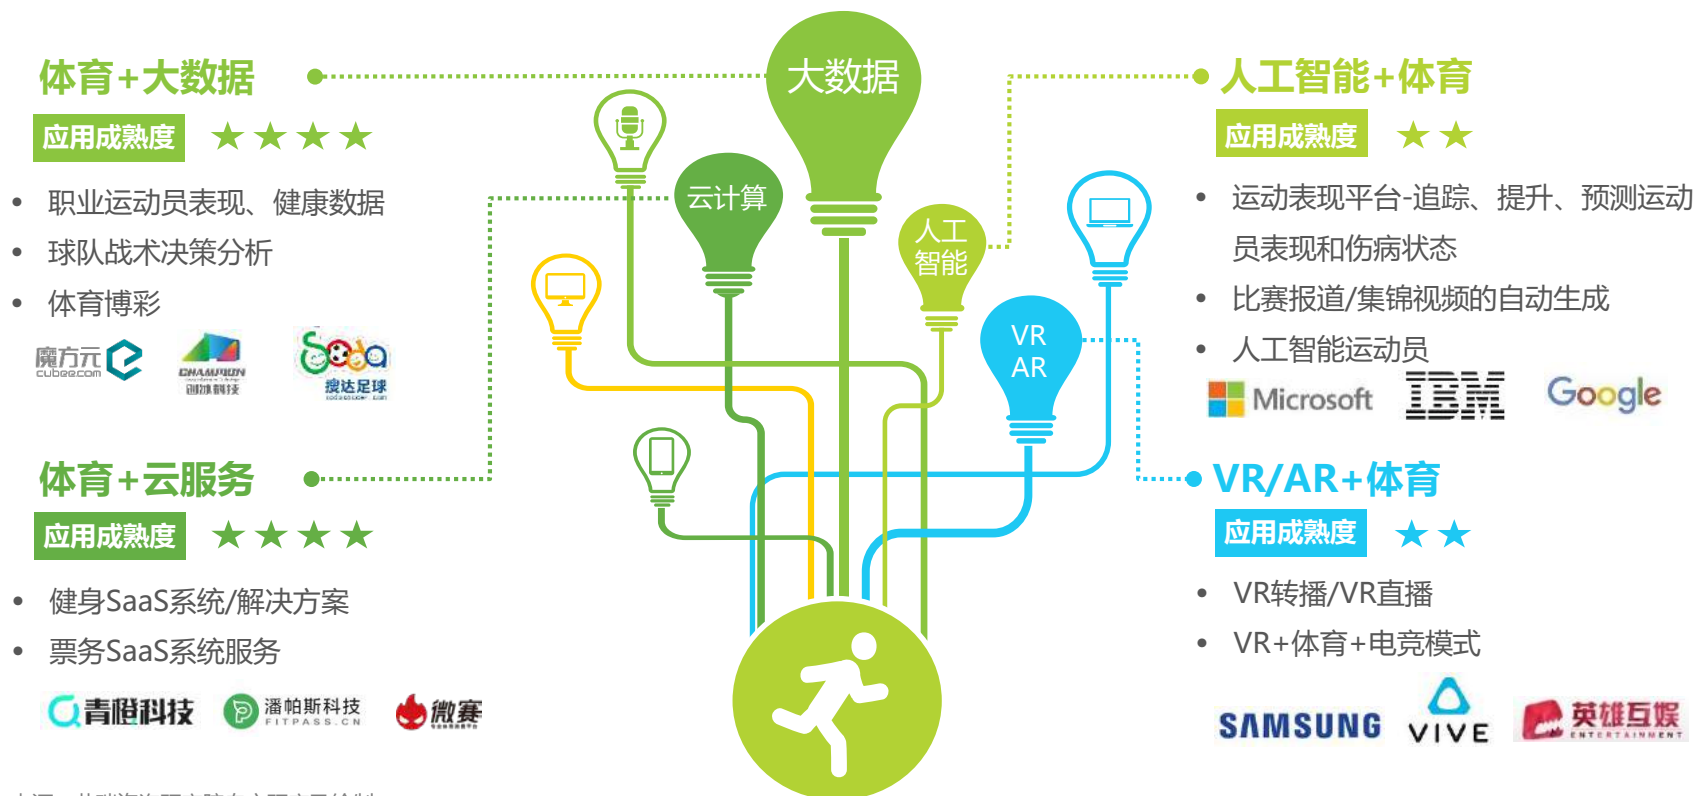 体育+大数据
应用成熟度
职业运动员表现、健康数据
球队战术决策分析
体育博彩
魔方元
cubee.com
CHAMPION
创冰科技
Soda
搜达足球
体育+云服务
应用成熟度
健身SaaS系统/解决方案
票务SaaS系统服务
青橙科技
潘帕斯科技
FITPASS.CN
微赛
大数据
云计算
人工
智能
VR
AR
人工智能+体育
应用成熟度
运动表现平台-追踪、提升、预测运动
员表现和伤病状态
比赛报道/集锦视频的自动生成
人工智能运动员
Microsoft
IBM
Google
VR/AR+体育
应用成熟度
VR转播/VR直播
VR+体育+电竞模式
SAMSUNG
VIVE
英雄互娱
ENTERTAINMENT